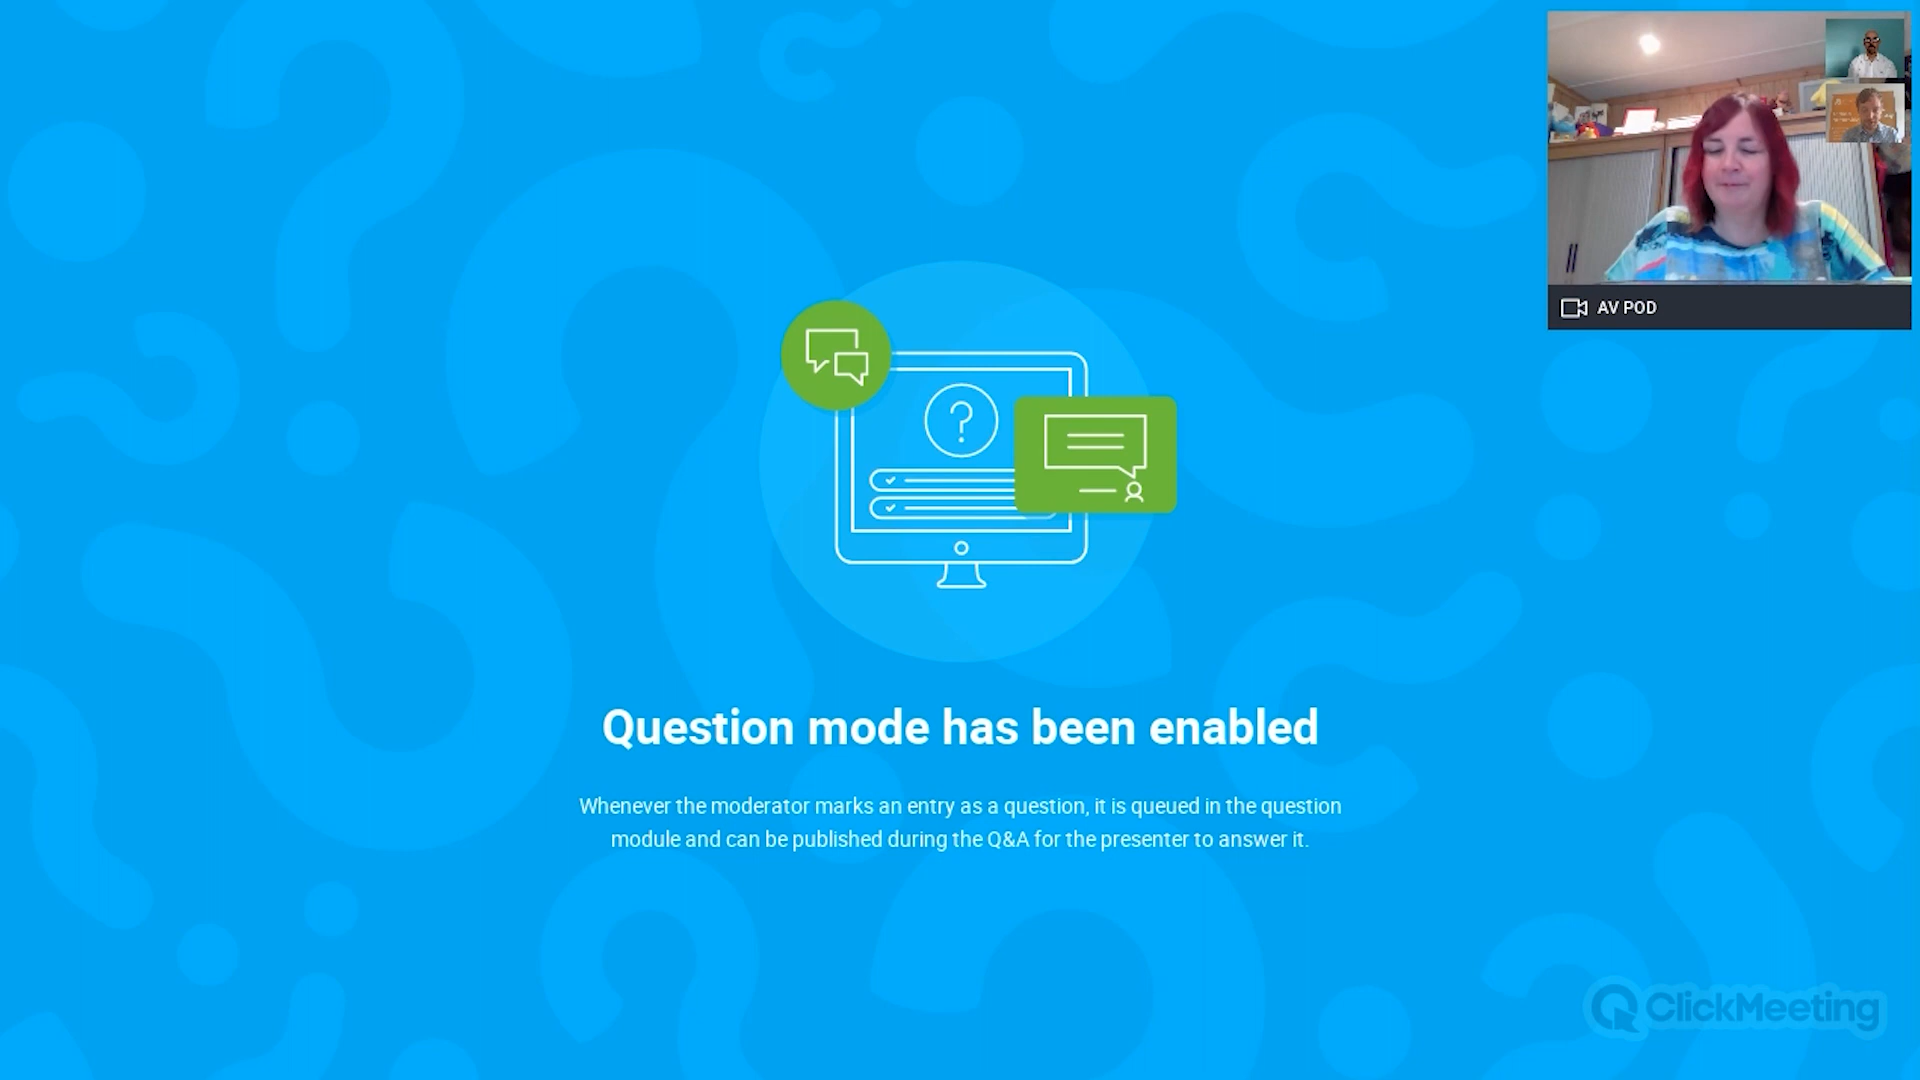 AV POD
?
Question mode has been enabled
Whenever the moderator marks an entry as a question, it is queued in the question
module and can be published during the Q&A for the presenter to answer it.
ClickMeeting